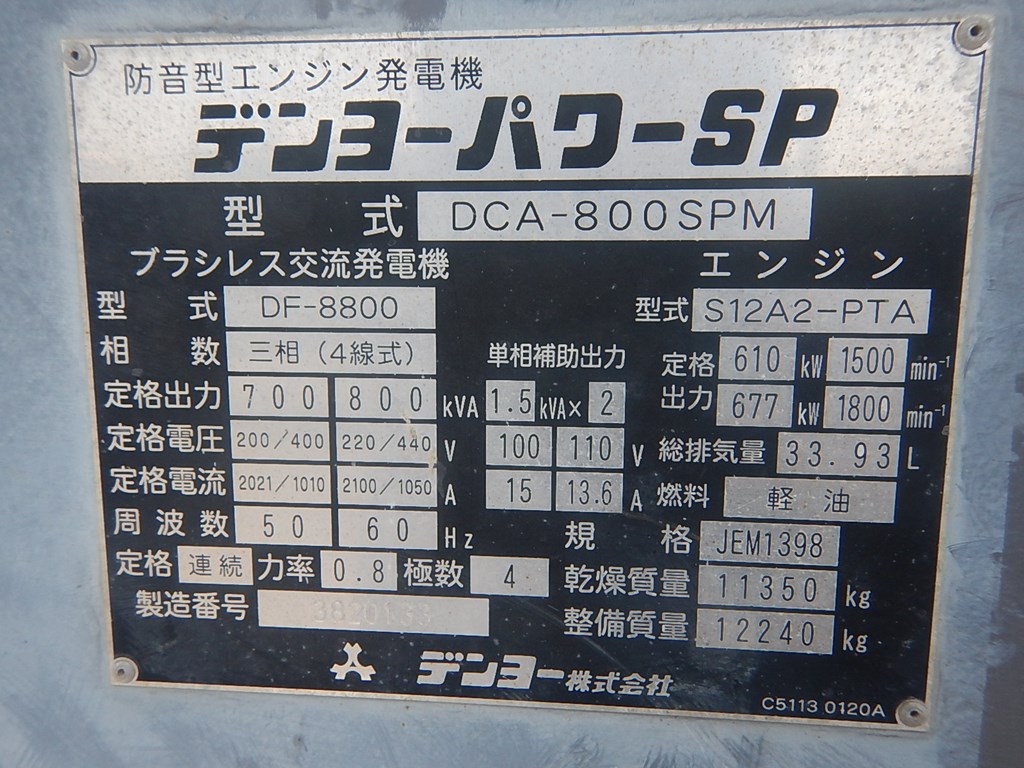 防音型エンジン発電機
デンヨーパワーSP
型 式 DCA-800SPM
ブラシレス交流発電機
型 式 DF-8800
相 数 三相(4線式) 単相補助出力
定格出力 700 800 kVA 1.5 kVA× 2
定格電圧 200/400 220/440 V 100 110 V
定格電流 2021/1010 2100/1050 A 15 13.6 A
周波数 50 60 Hz
定格 連続 力率 0.8 極数 4
製造番号
エンジン
型式 S12A2-PTA
定格 610 kW 1500 min⁻¹
出力 677 kW 1800 min⁻¹
総排気量 33.93 L
燃料 軽油
規 格 JEM1398
乾燥質量 11350 kg
整備質量 12240 kg
デンヨー株式会社
C5113 0120A